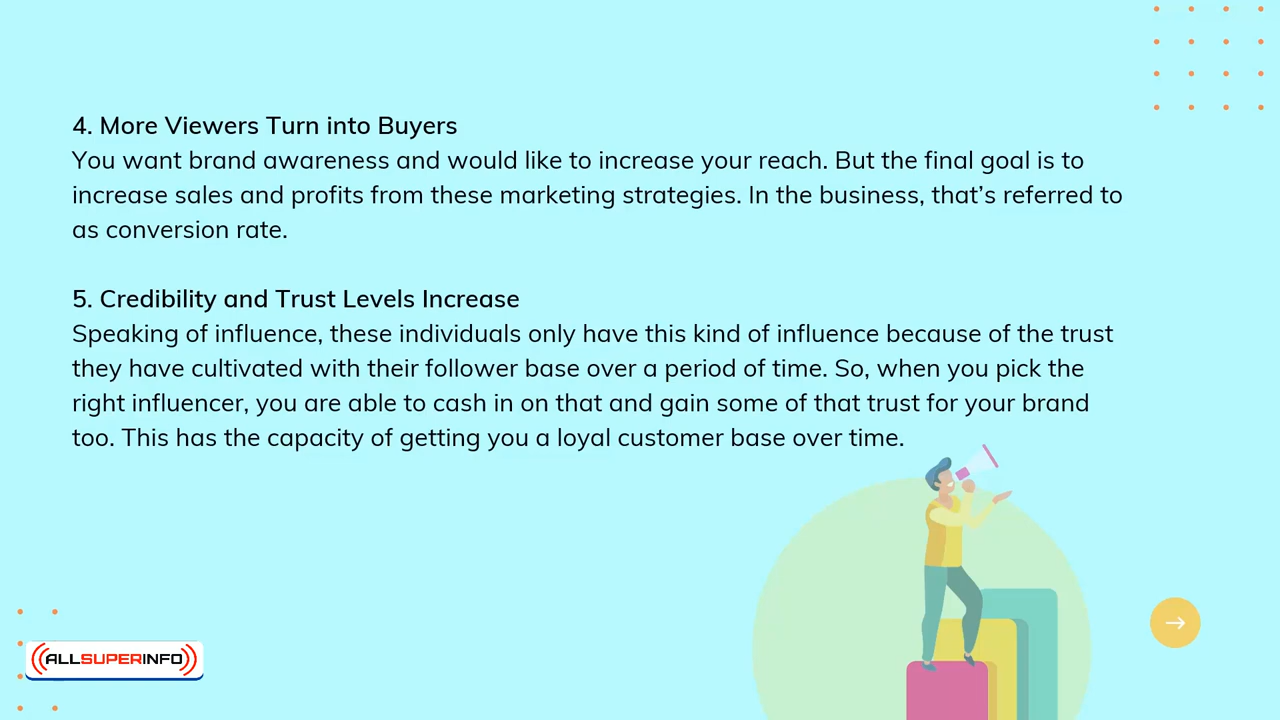 4. More Viewers Turn into Buyers
You want brand awareness and would like to increase your reach. But the final goal is to
increase sales and profits from these marketing strategies. In the business, that’s referred to
as conversion rate.
5. Credibility and Trust Levels Increase
Speaking of influence, these individuals only have this kind of influence because of the trust
they have cultivated with their follower base over a period of time. So, when you pick the
right influencer, you are able to cash in on that and gain some of that trust for your brand
too. This has the capacity of getting you a loyal customer base over time.
ALLSUPERINFO